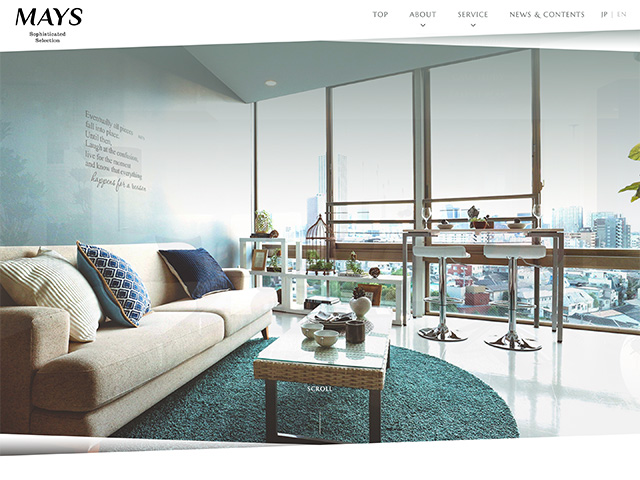 MAYS
Sophisticated
Selection
TOP
ABOUT
SERVICE
NEWS & CONTENTS
JP | EN
Eventually all pieces
fall into place.
Until then,
Laugh at the confusion,
live for the moment
and know that everything
happens for a reason
SCROLL